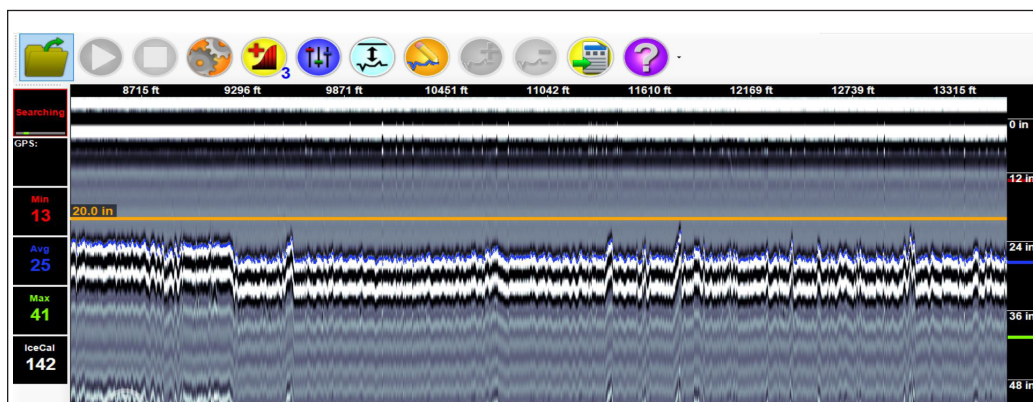 3
8715 ft 9296 ft 9871 ft 10451 ft 11042 ft 11610 ft 12169 ft 12739 ft 13315 ft
Searching
0 in
GPS:
12 in
Min
13
20.0 in
Avg
25
24 in
Max
41
36 in
IceCal
142
48 in